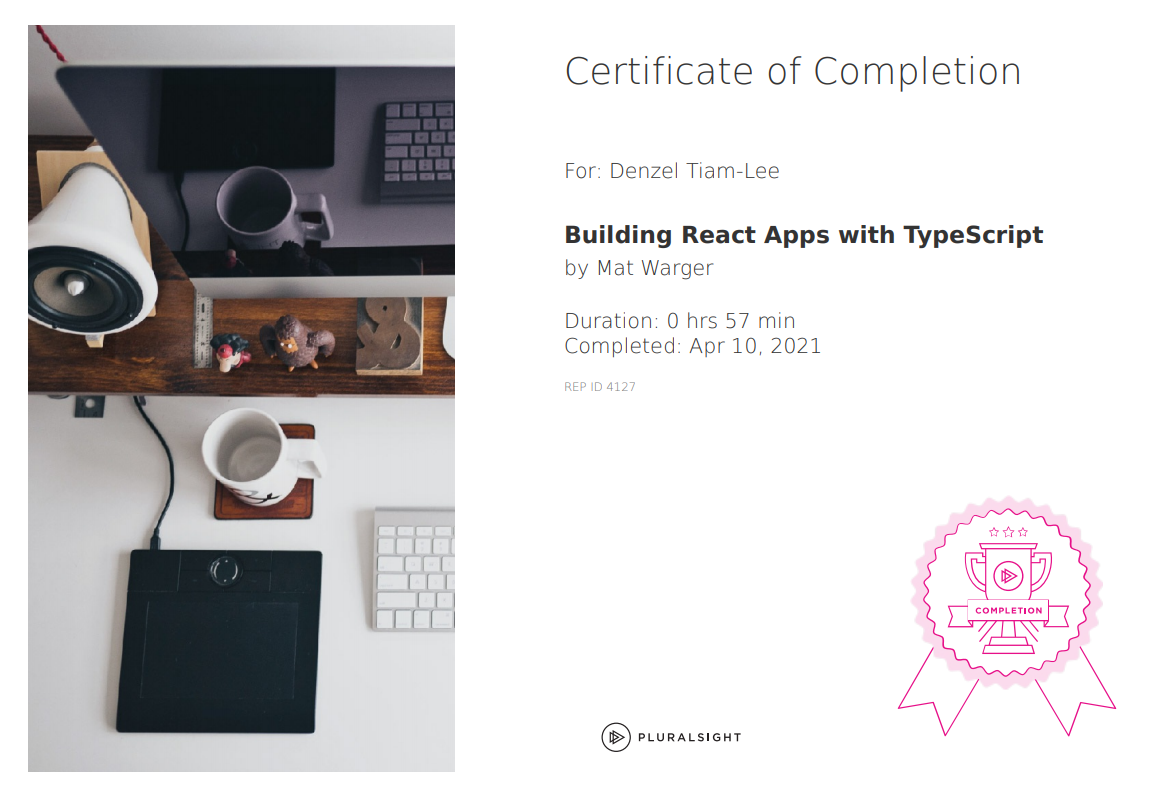 Certificate of Completion
For: Denzel Tiam-Lee
Building React Apps with TypeScript
by Mat Warger
Duration: 0 hrs 57 min
Completed: Apr 10, 2021
REP ID 4127
&
COMPLETION
PLURALSIGHT